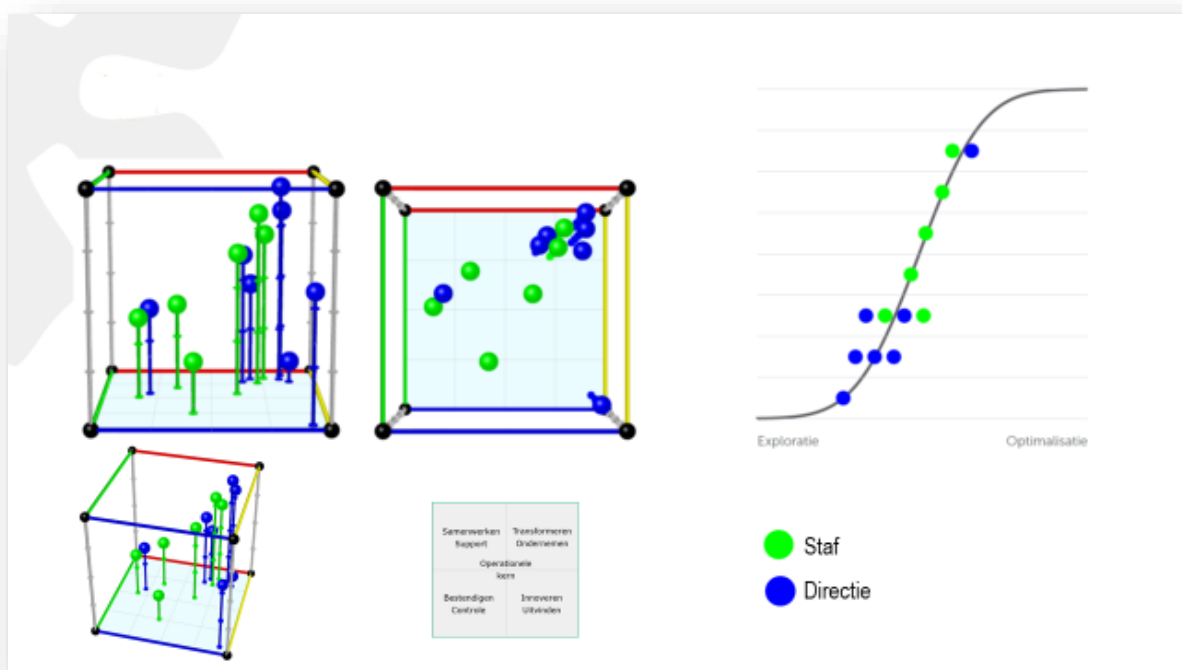 Exploratie
Optimalisatie
Samenwerken
Support
Transformeren
Ondernemen
Operationele
kern
Bestendigen
Controle
Innoveren
Uitvinden
Staf
Directie